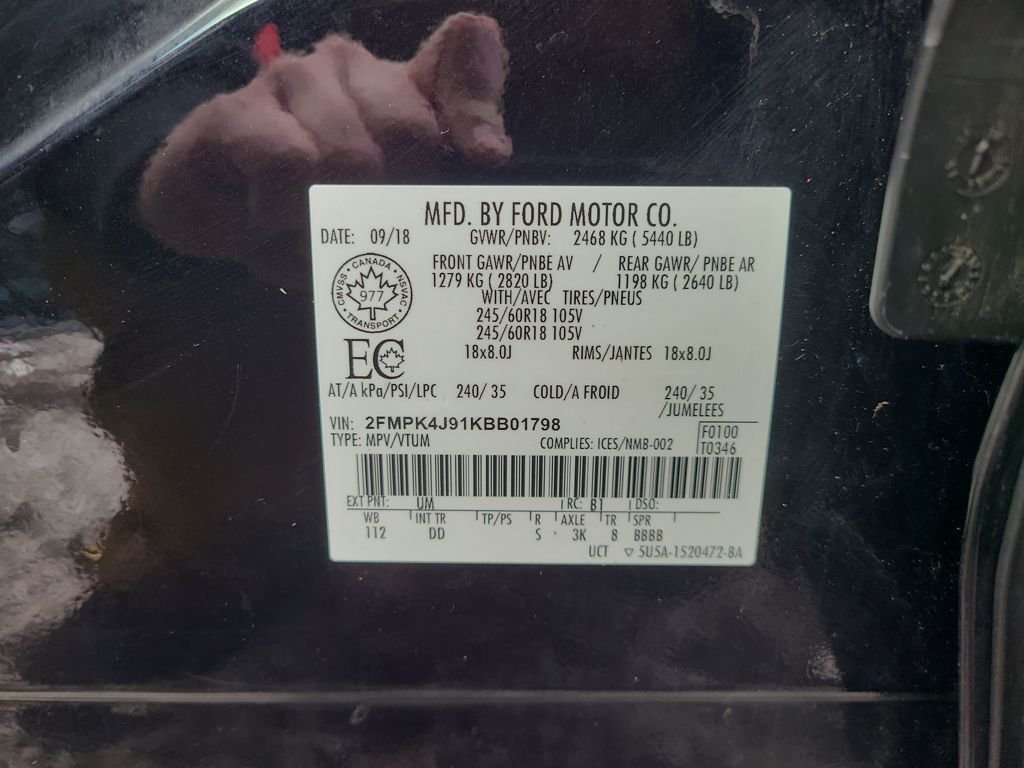 MFD. BY FORD MOTOR CO.
DATE: 09/18 GVWR/PNBV: 2468 KG ( 5440 LB)
FRONT GAWR/PNBE AV / REAR GAWR/ PNBE AR
1279 KG ( 2820 LB) 1198 KG ( 2640 LB)
WITH/AVEC TIRES/PNEUS
245/60R18 105V
245/60R18 105V
18x8.0J RIMS/JANTES 18x8.0J
CMVSS • CANADA • NSVAC • TRANSPORT •
977
EC
AT/A kPa/PSI/LPC 240/ 35 COLD/A FROID 240/ 35
/JUMELEES
VIN: 2FMPK4J91KBB01798
TYPE: MPV/VTUM COMPLIES: ICES/NMB-002
F0100
T0346
EXT PNT: UM RC: B1 DSO:
WB INT TR TP/PS R AXLE TR SPR
112 DD S 3K 8 BBBB
UCT ▽ 5U5A-1520472-BA